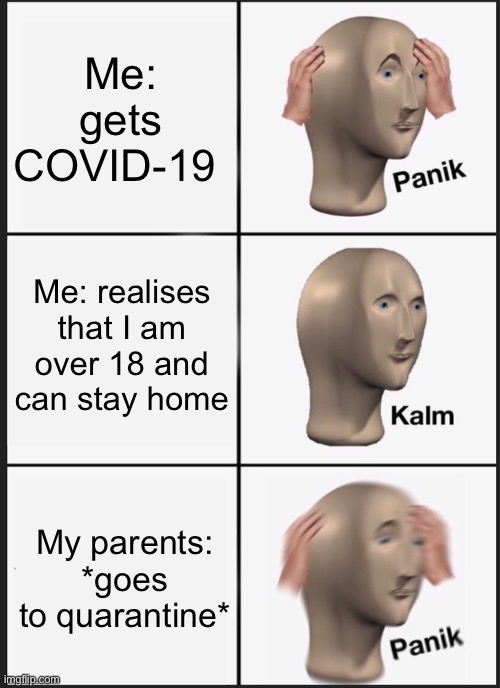 Me:
gets
COVID-19
Panik
Me: realises
that I am
over 18 and
can stay home
Kalm
My parents:
*goes
to quarantine*
Panik
imgflip.com